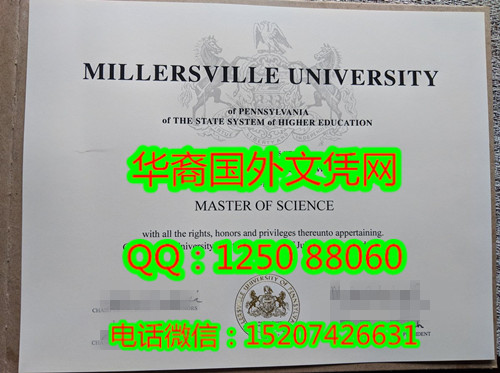 MILLERSVILLE UNIVERSITY
of PENNSYLVANIA
of THE STATE SYSTEM of HIGHER EDUCATION
华裔国外文凭网
MASTER OF SCIENCE
with all the rights, honors and privileges thereunto appertaining.
QQ：1250 88060
电话微信：15207426631